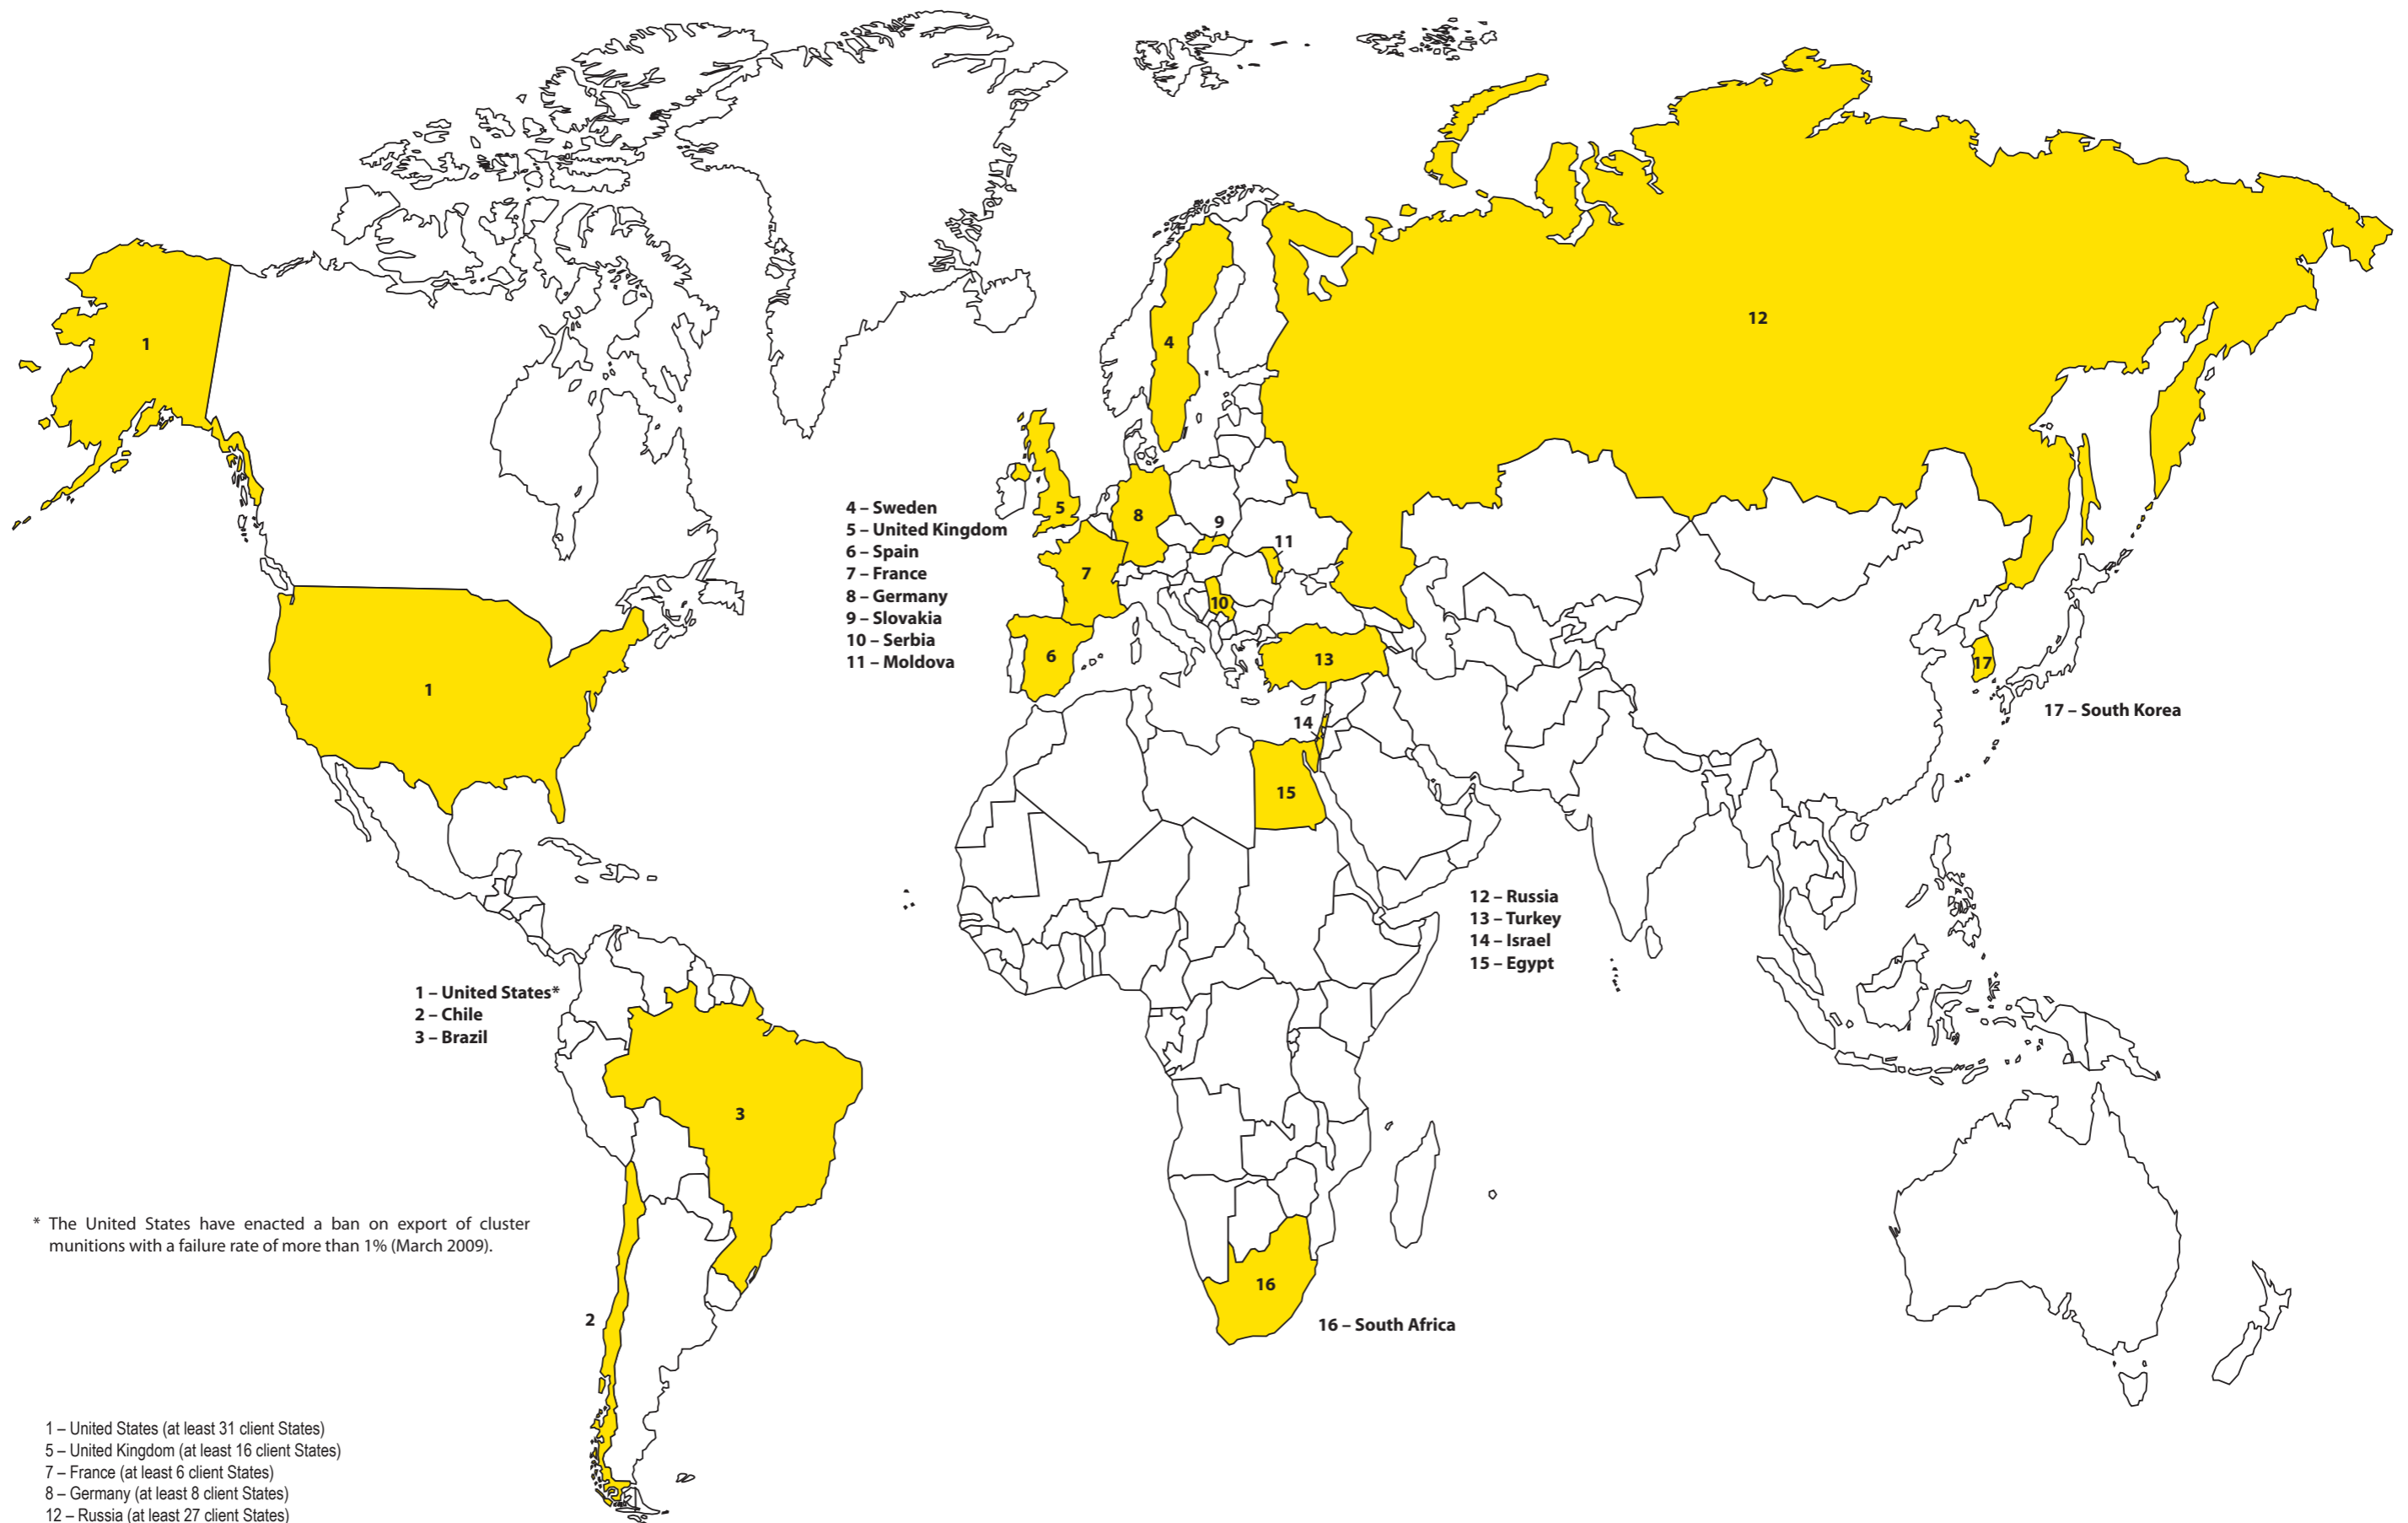 1
12
4
5
8
9
11
7
10
6
13
17
14
15
1
4 – Sweden
5 – United Kingdom
6 – Spain
7 – France
8 – Germany
9 – Slovakia
10 – Serbia
11 – Moldova
17 – South Korea
12 – Russia
13 – Turkey
14 – Israel
15 – Egypt
1 – United States*
2 – Chile
3 – Brazil
3
* The United States have enacted a ban on export of cluster
munitions with a failure rate of more than 1% (March 2009).
16
2
16 – South Africa
1 – United States (at least 31 client States)
5 – United Kingdom (at least 16 client States)
7 – France (at least 6 client States)
8 – Germany (at least 8 client States)
12 – Russia (at least 27 client States)